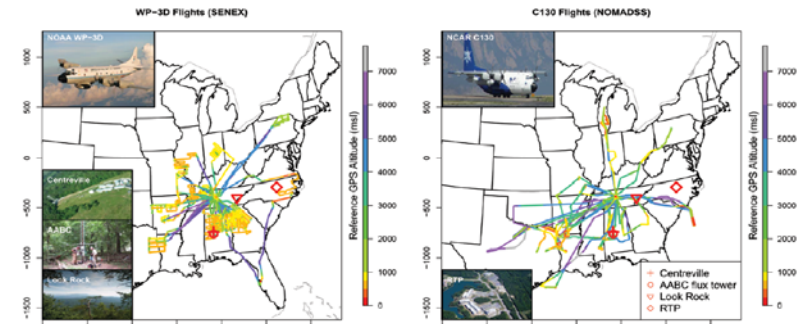 WP−3D Flights (SENEX)
NOAA WP−3D
Centreville
AABC
Look Rock
1000
500
0
−500
−1000
−1500
7000
6000
5000
4000
3000
2000
1000
0
Reference GPS Altitude (msl)
C130 Flights (NOMADSS)
NCAR C130
RTP
1000
500
0
−500
−1000
−1500
Centreville
AABC flux tower
Look Rock
RTP
7000
6000
5000
4000
3000
2000
1000
0
Reference GPS Altitude (msl)